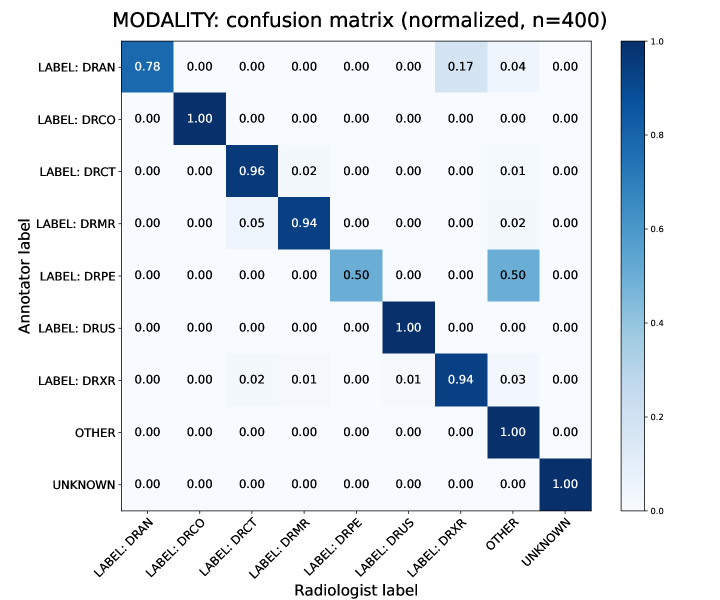 MODALITY: confusion matrix (normalized, n=400)
LABEL: DRAN 0.78 0.00 0.00 0.00 0.00 0.00 0.17 0.04 0.00
LABEL: DRCO 0.00 1.00 0.00 0.00 0.00 0.00 0.00 0.00 0.00
LABEL: DRCT 0.00 0.00 0.96 0.02 0.00 0.00 0.00 0.01 0.00
LABEL: DRMR 0.00 0.00 0.05 0.94 0.00 0.00 0.00 0.02 0.00
LABEL: DRPE 0.00 0.00 0.00 0.00 0.50 0.00 0.00 0.50 0.00
LABEL: DRUS 0.00 0.00 0.00 0.00 0.00 1.00 0.00 0.00 0.00
LABEL: DRXR 0.00 0.00 0.02 0.01 0.00 0.01 0.94 0.03 0.00
OTHER 0.00 0.00 0.00 0.00 0.00 0.00 0.00 1.00 0.00
UNKNOWN 0.00 0.00 0.00 0.00 0.00 0.00 0.00 0.00 1.00
Annotator label
LABEL: DRAN
LABEL: DRCO
LABEL: DRCT
LABEL: DRMR
LABEL: DRPE
LABEL: DRUS
LABEL: DRXR
OTHER
UNKNOWN
Radiologist label
1.0
0.8
0.6
0.4
0.2
0.0